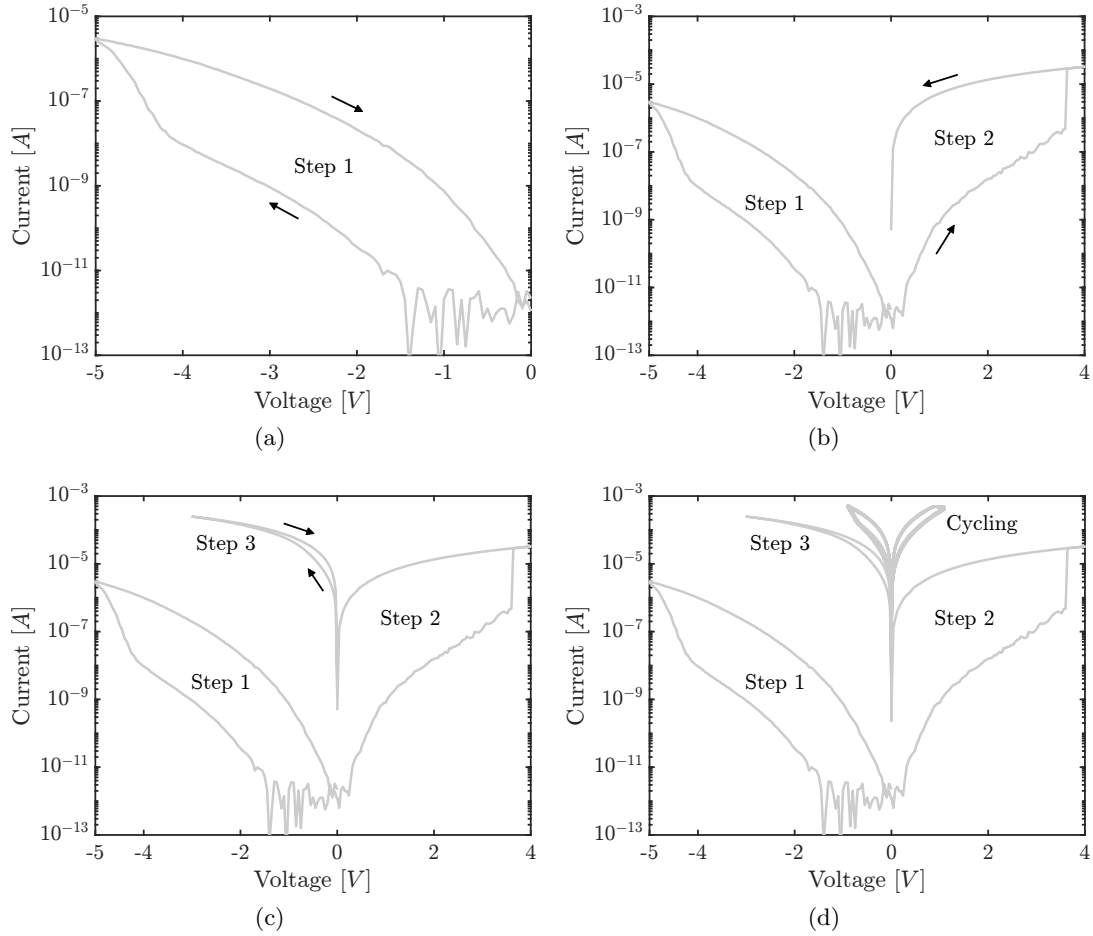 10⁻⁵
10⁻⁷
10⁻⁹
10⁻¹¹
10⁻¹³
Current [A]
Step 1
-5 -4 -3 -2 -1 0
Voltage [V]
(a)
10⁻³
10⁻⁵
10⁻⁷
10⁻⁹
10⁻¹¹
10⁻¹³
Current [A]
Step 2
Step 1
-5 -2 0 2 4
Voltage [V]
(b)
10⁻³
10⁻⁵
10⁻⁷
10⁻⁹
10⁻¹¹
10⁻¹³
Current [A]
Step 3
Step 2
Step 1
-5 -2 0 2 4
Voltage [V]
(c)
10⁻³
10⁻⁵
10⁻⁷
10⁻⁹
10⁻¹¹
10⁻¹³
Current [A]
Cycling
Step 3
Step 2
Step 1
-5 -2 0 2 4
Voltage [V]
(d)